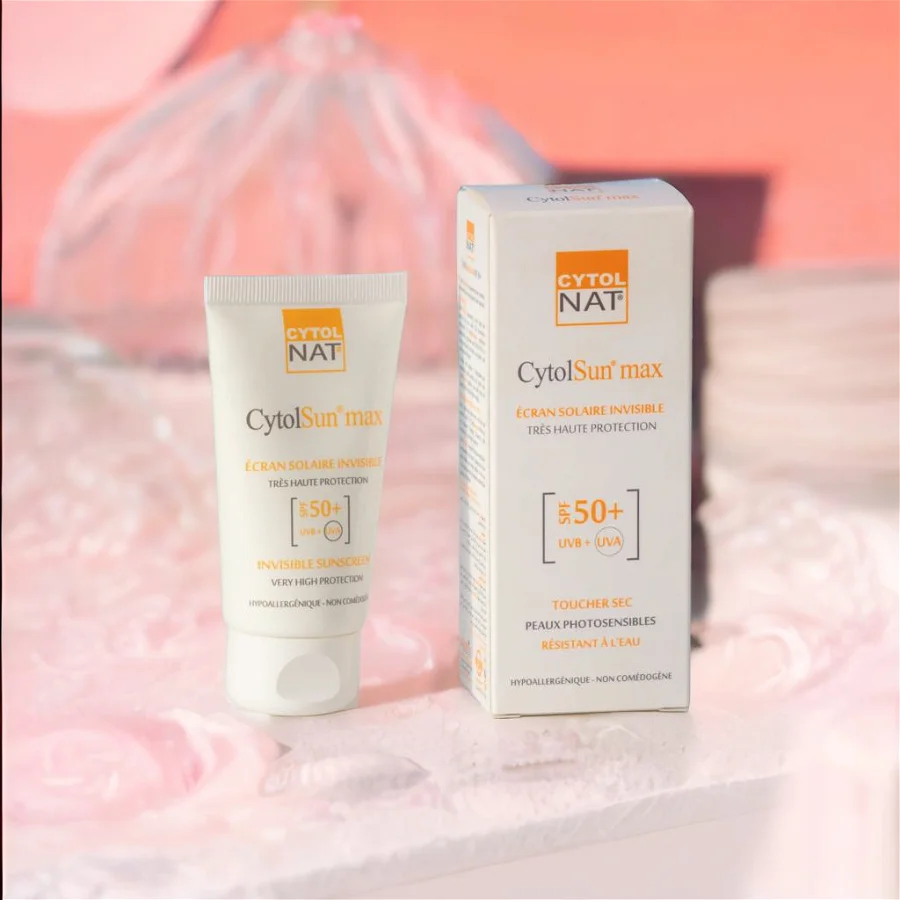 CYTOL
NAT®
CytolSun® max
ÉCRAN SOLAIRE INVISIBLE
TRÈS HAUTE PROTECTION
SPF 50+
UVB + UVA
INVISIBLE SUNSCREEN
VERY HIGH PROTECTION
HYPOALLERGÉNIQUE - NON COMÉDOGÈNE
NAT
CytolSun® max
NAT
CYTOL
NAT®
CytolSun® max
ÉCRAN SOLAIRE INVISIBLE
TRÈS HAUTE PROTECTION
SPF 50+
UVB + UVA
TOUCHER SEC
PEAUX PHOTOSENSIBLES
RÉSISTANT À L'EAU
HYPOALLERGÉNIQUE - NON COMÉDOGÈNE